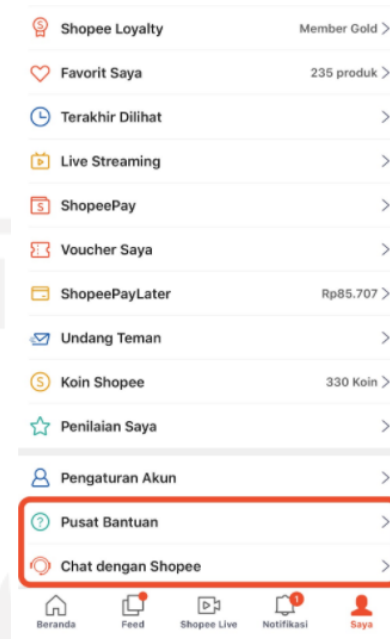 Shopee Loyalty Member Gold >
Favorit Saya 235 produk >
Terakhir Dilihat >
Live Streaming >
ShopeePay >
Voucher Saya >
ShopeePayLater Rp85.707 >
Undang Teman >
Koin Shopee 330 Koin >
Penilaian Saya >
Pengaturan Akun >
Pusat Bantuan >
Chat dengan Shopee >
1
Beranda Feed Shopee Live Notifikasi Saya